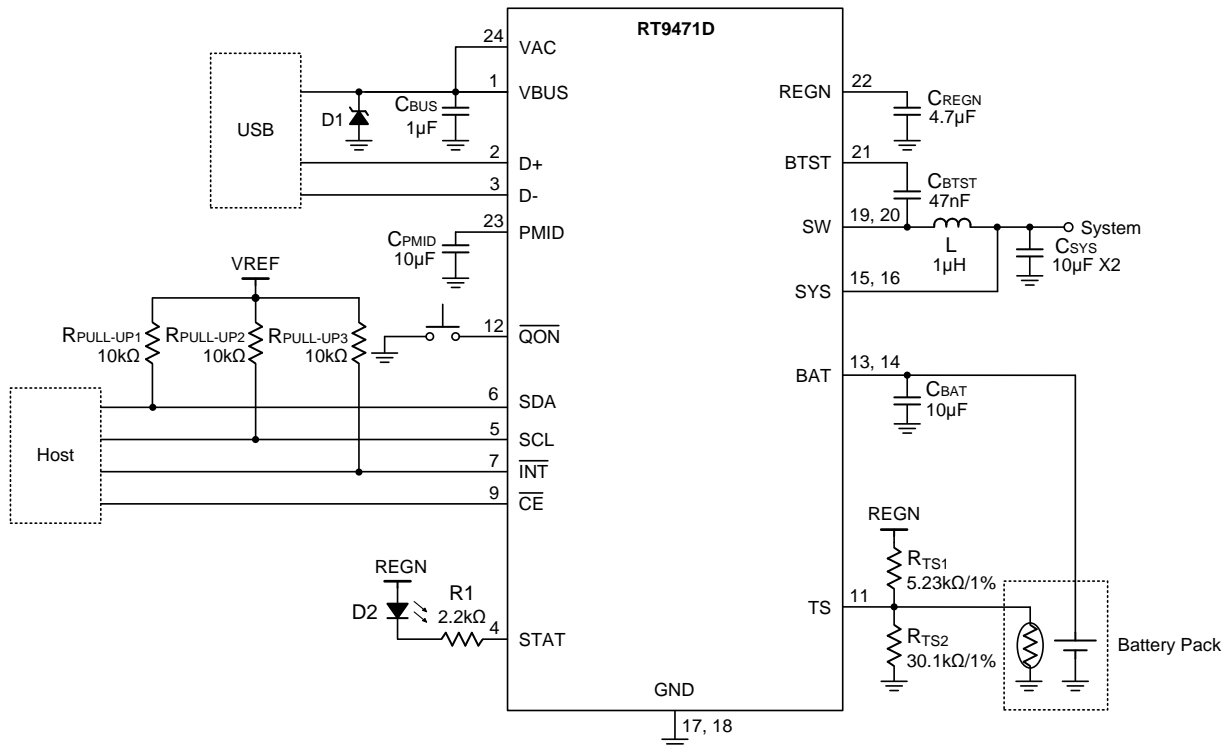 RT9471D
24
VAC
1
VBUS
USB
D1
CBUS
1µF
2
D+
3
D-
23
PMID
CPMID
10µF
VREF
RPULL-UP1
10kΩ
RPULL-UP2
10kΩ
RPULL-UP3
10kΩ
12
QON
Host
6
SDA
5
SCL
7
INT
9
CE
REGN
D2
R1
2.2kΩ
4
STAT
GND
17, 18
REGN
22
CREGN
4.7µF
BTST
21
CBTST
47nF
SW
19, 20
L
1µH
System
CSYS
10µF X2
SYS
15, 16
BAT
13, 14
CBAT
10µF
REGN
RTS1
5.23kΩ/1%
TS
11
RTS2
30.1kΩ/1%
Battery Pack